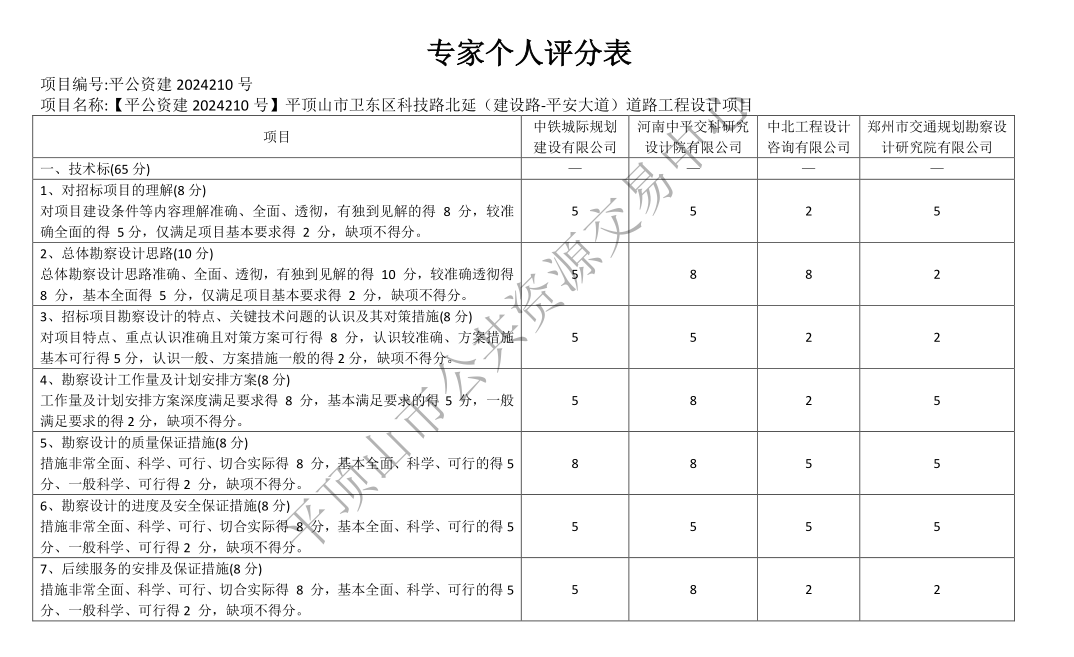 专家个人评分表
项目编号:平公资建 2024210 号
项目名称:【平公资建 2024210 号】平顶山市卫东区科技路北延（建设路-平安大道）道路工程设计项目
项目
中铁城际规划
建设有限公司
河南中平交科研究
设计院有限公司
中北工程设计
咨询有限公司
郑州市交通规划勘察设
计研究院有限公司
一、技术标(65 分)
—
—
—
—
1、对招标项目的理解(8 分)
对项目建设条件等内容理解准确、全面、透彻，有独到见解的得 8 分，较准
确全面的得 5 分，仅满足项目基本要求得 2 分，缺项不得分。
5
5
2
5
2、总体勘察设计思路(10 分)
总体勘察设计思路准确、全面、透彻，有独到见解的得 10 分，较准确透彻得
8 分，基本全面得 5 分，仅满足项目基本要求得 2 分，缺项不得分。
5
8
8
2
3、招标项目勘察设计的特点、关键技术问题的认识及其对策措施(8 分)
对项目特点、重点认识准确且对策方案可行得 8 分，认识较准确、方案措施
基本可行得 5 分，认识一般、方案措施一般的得 2 分，缺项不得分。
5
5
2
2
4、勘察设计工作量及计划安排方案(8 分)
工作量及计划安排方案深度满足要求得 8 分，基本满足要求的得 5 分，一般
满足要求的得 2 分，缺项不得分。
5
8
2
5
5、勘察设计的质量保证措施(8 分)
措施非常全面、科学、可行、切合实际得 8 分，基本全面、科学、可行的得 5
分、一般科学、可行得 2 分，缺项不得分。
8
8
5
5
6、勘察设计的进度及安全保证措施(8 分)
措施非常全面、科学、可行、切合实际得 8 分，基本全面、科学、可行的得 5
分、一般科学、可行得 2 分，缺项不得分。
5
5
5
5
7、后续服务的安排及保证措施(8 分)
措施非常全面、科学、可行、切合实际得 8 分，基本全面、科学、可行的得 5
分、一般科学、可行得 2 分，缺项不得分。
5
8
2
2
平顶山市公共资源交易中心